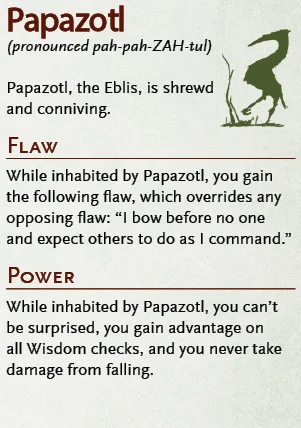 Papazotl
(pronounced pah-pah-ZAH-tul)
Papazotl, the Eblis, is shrewd
and conniving.
Flaw
While inhabited by Papazotl, you gain
the following flaw, which overrides any
opposing flaw: “I bow before no one
and expect others to do as I command.”
Power
While inhabited by Papazotl, you can’t
be surprised, you gain advantage on
all Wisdom checks, and you never take
damage from falling.